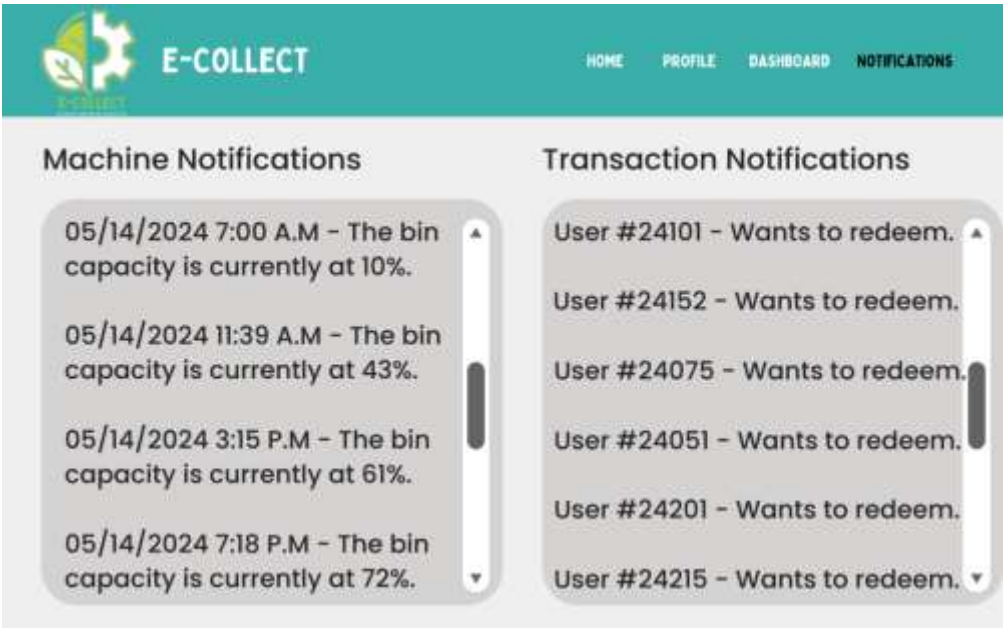 E-COLLECT
HOME PROFILE DASHBOARD NOTIFICATIONS
E-COLLECT
Machine Notifications
05/14/2024 7:00 A.M - The bin
capacity is currently at 10%.
05/14/2024 11:39 A.M - The bin
capacity is currently at 43%.
05/14/2024 3:15 P.M - The bin
capacity is currently at 61%.
05/14/2024 7:18 P.M - The bin
capacity is currently at 72%.
Transaction Notifications
User #24101 - Wants to redeem.
User #24152 - Wants to redeem.
User #24075 - Wants to redeem.
User #24051 - Wants to redeem.
User #24201 - Wants to redeem.
User #24215 - Wants to redeem.